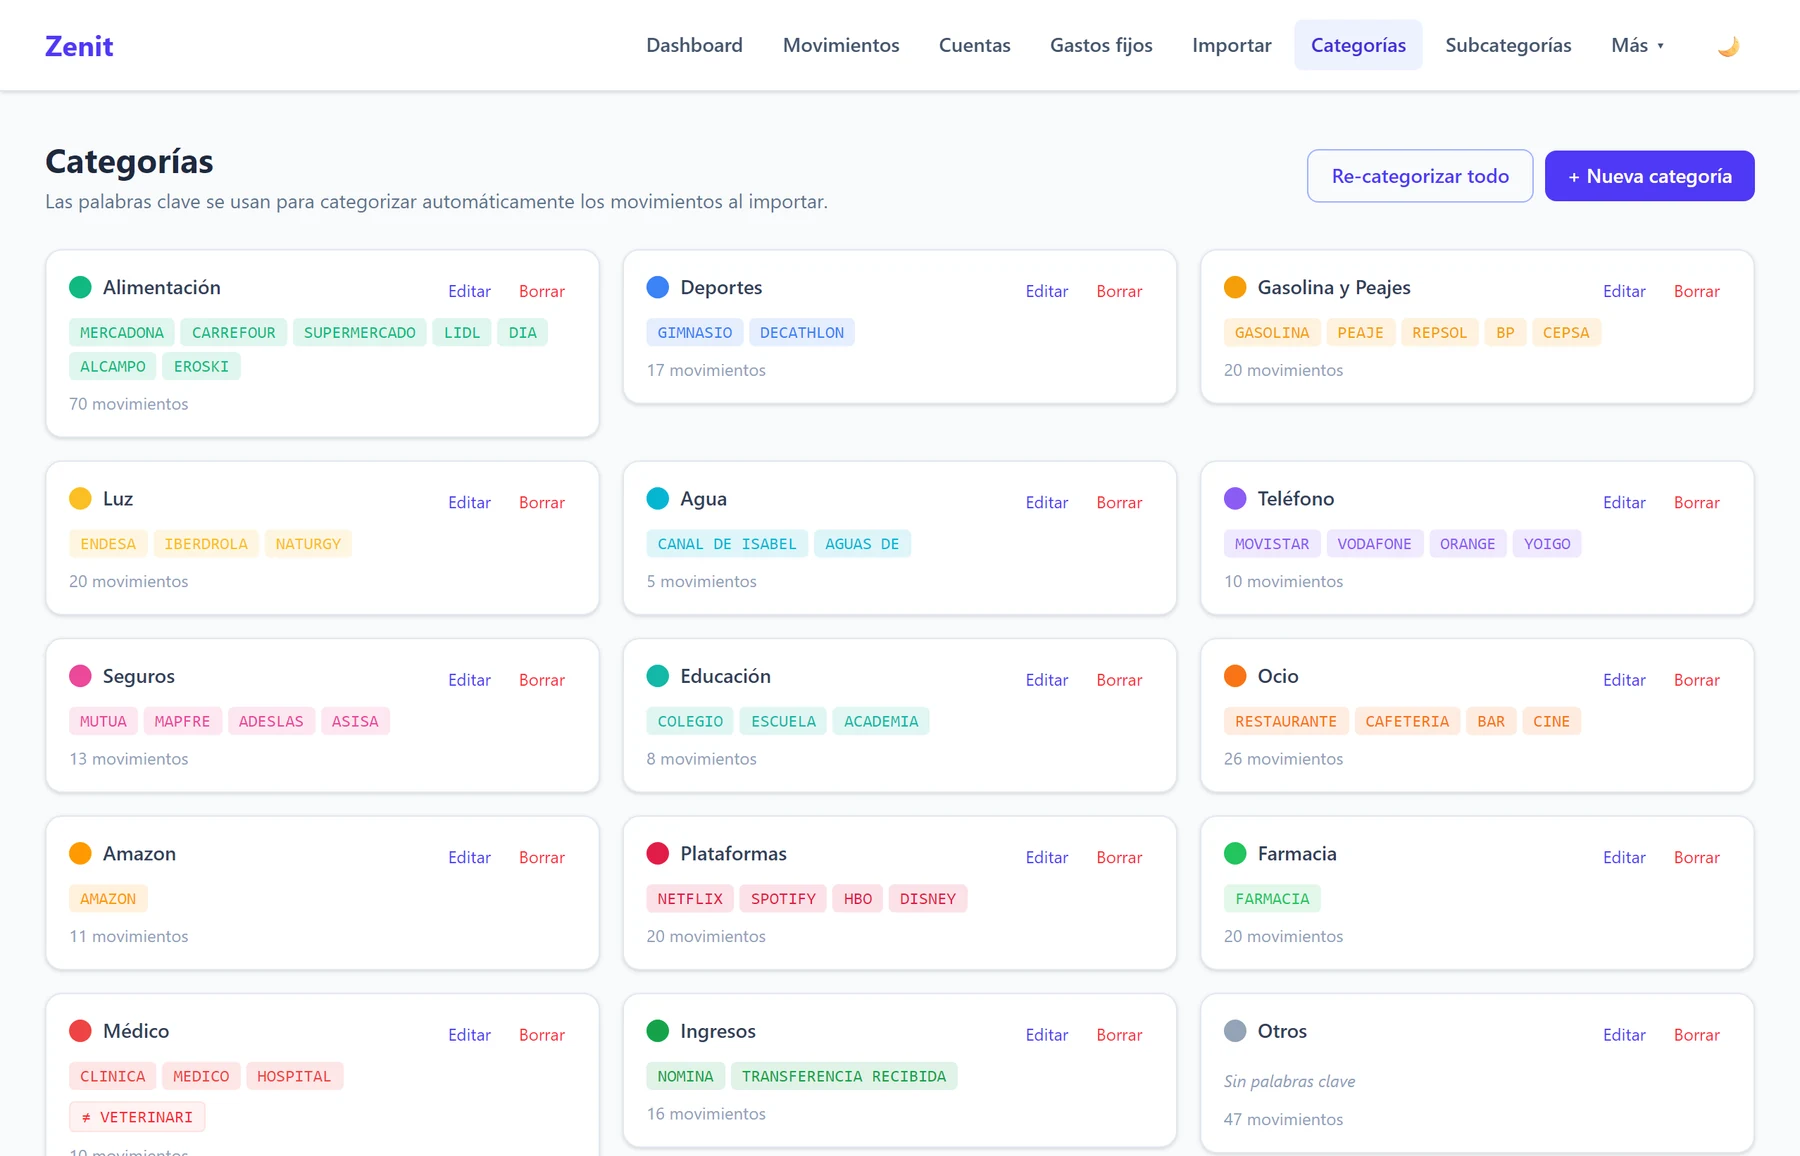 Zenit
Dashboard Movimientos Cuentas Gastos fijos Importar Categorías Subcategorías Más ▾
Categorías
Las palabras clave se usan para categorizar automáticamente los movimientos al importar.
Re-categorizar todo
+ Nueva categoría
Alimentación Editar Borrar
MERCADONA CARREFOUR SUPERMERCADO LIDL DIA
ALCAMPO EROSKI
70 movimientos
Deportes Editar Borrar
GIMNASIO DECATHLON
17 movimientos
Gasolina y Peajes Editar Borrar
GASOLINA PEAJE REPSOL BP CEPSA
20 movimientos
Luz Editar Borrar
ENDESA IBERDROLA NATURGY
20 movimientos
Agua Editar Borrar
CANAL DE ISABEL AGUAS DE
5 movimientos
Teléfono Editar Borrar
MOVISTAR VODAFONE ORANGE YOIGO
10 movimientos
Seguros Editar Borrar
MUTUA MAPFRE ADESLAS ASISA
13 movimientos
Educación Editar Borrar
COLEGIO ESCUELA ACADEMIA
8 movimientos
Ocio Editar Borrar
RESTAURANTE CAFETERIA BAR CINE
26 movimientos
Amazon Editar Borrar
AMAZON
11 movimientos
Plataformas Editar Borrar
NETFLIX SPOTIFY HBO DISNEY
20 movimientos
Farmacia Editar Borrar
FARMACIA
20 movimientos
Médico Editar Borrar
CLINICA MEDICO HOSPITAL
≠ VETERINARI
10 movimientos
Ingresos Editar Borrar
NOMINA TRANSFERENCIA RECIBIDA
16 movimientos
Otros Editar Borrar
Sin palabras clave
47 movimientos